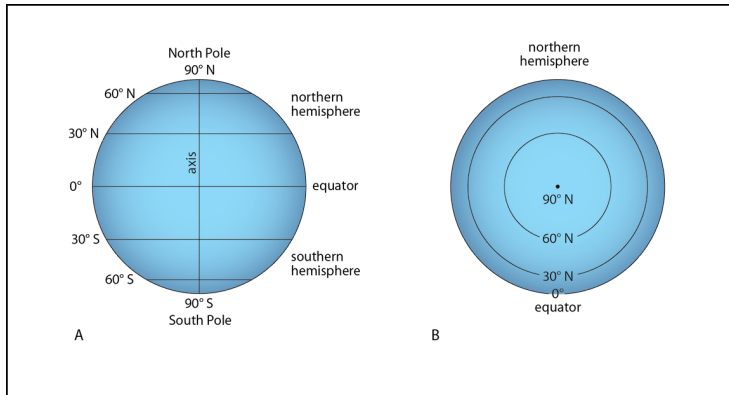 North Pole
90° N
60° N
northern
hemisphere
30° N
axis
0°
equator
30° S
southern
hemisphere
60° S
90° S
South Pole
A
northern
hemisphere
90° N
60° N
30° N
0°
equator
B